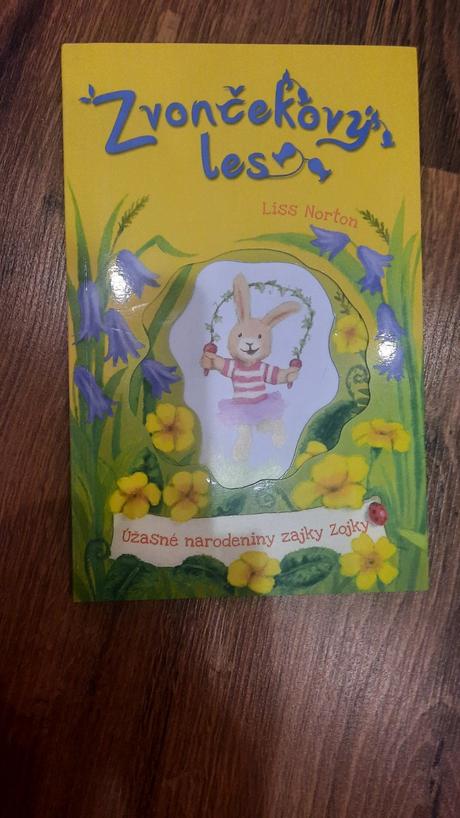 Zvončekový
les
Liss Norton
Úžasné narodeniny zajky Zojky